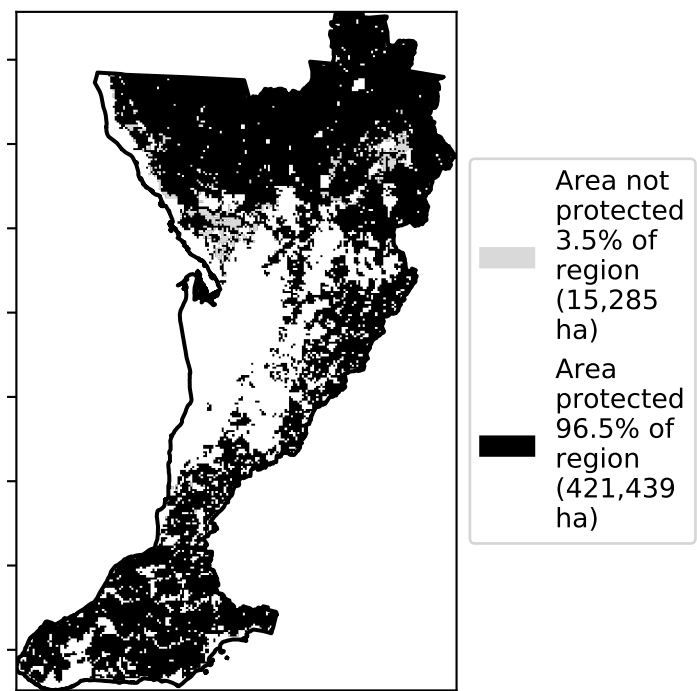 Area not
protected
3.5% of
region
(15,285
ha)
Area
protected
96.5% of
region
(421,439
ha)